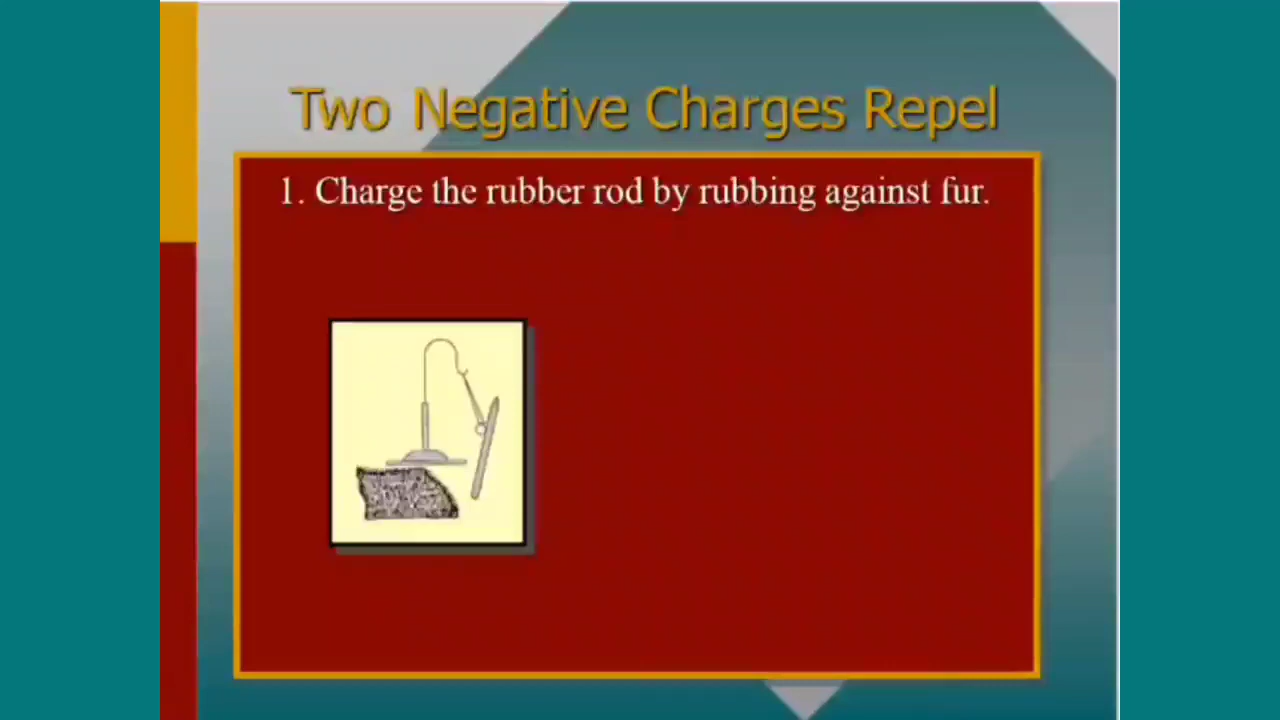 Two Negative Charges Repel
1. Charge the rubber rod by rubbing against fur.